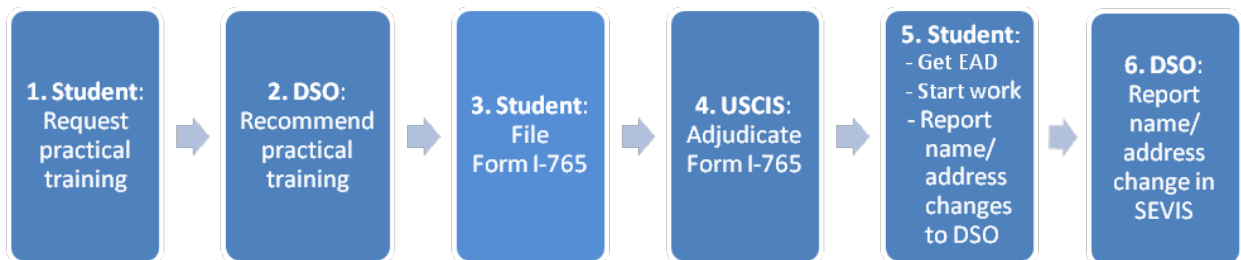 1. Student:
Request
practical
training
2. DSO:
Recommend
practical
training
3. Student:
File
Form I-765
4. USCIS:
Adjudicate
Form I-765
5. Student:
- Get EAD
- Start work
- Report
name/
address
changes
to DSO
6. DSO:
Report
name/
address
change in
SEVIS